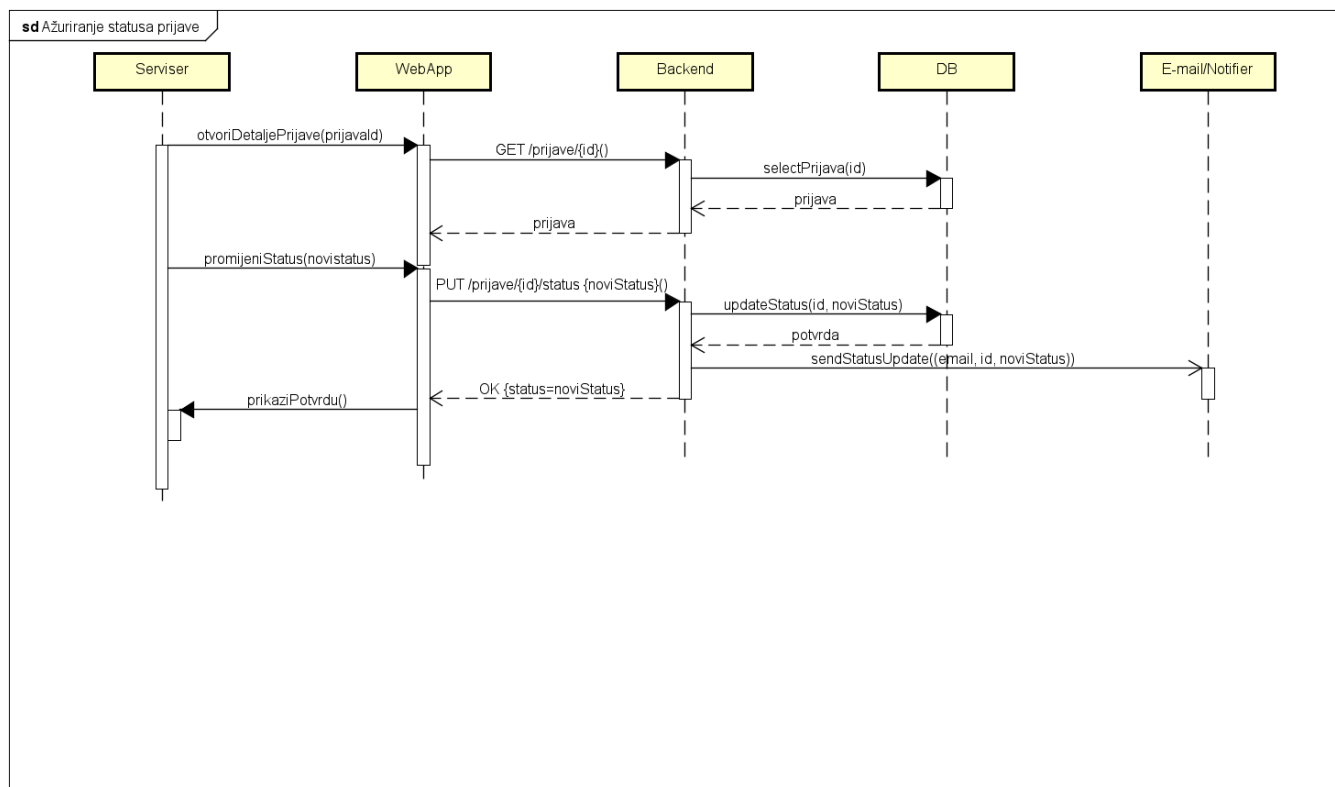 sd Ažuriranje statusa prijave
Serviser
WebApp
Backend
DB
E-mail/Notifier
otvoriDetaljePrijave(prijavaId)
GET /prijave/{id}()
selectPrijava(id)
prijava
prijava
promijeniStatus(novistatus)
PUT /prijave/{id}/status {noviStatus}()
updateStatus(id, noviStatus)
potvrda
sendStatusUpdate((email, id, noviStatus))
OK {status=noviStatus}
prikaziPotvrdu()